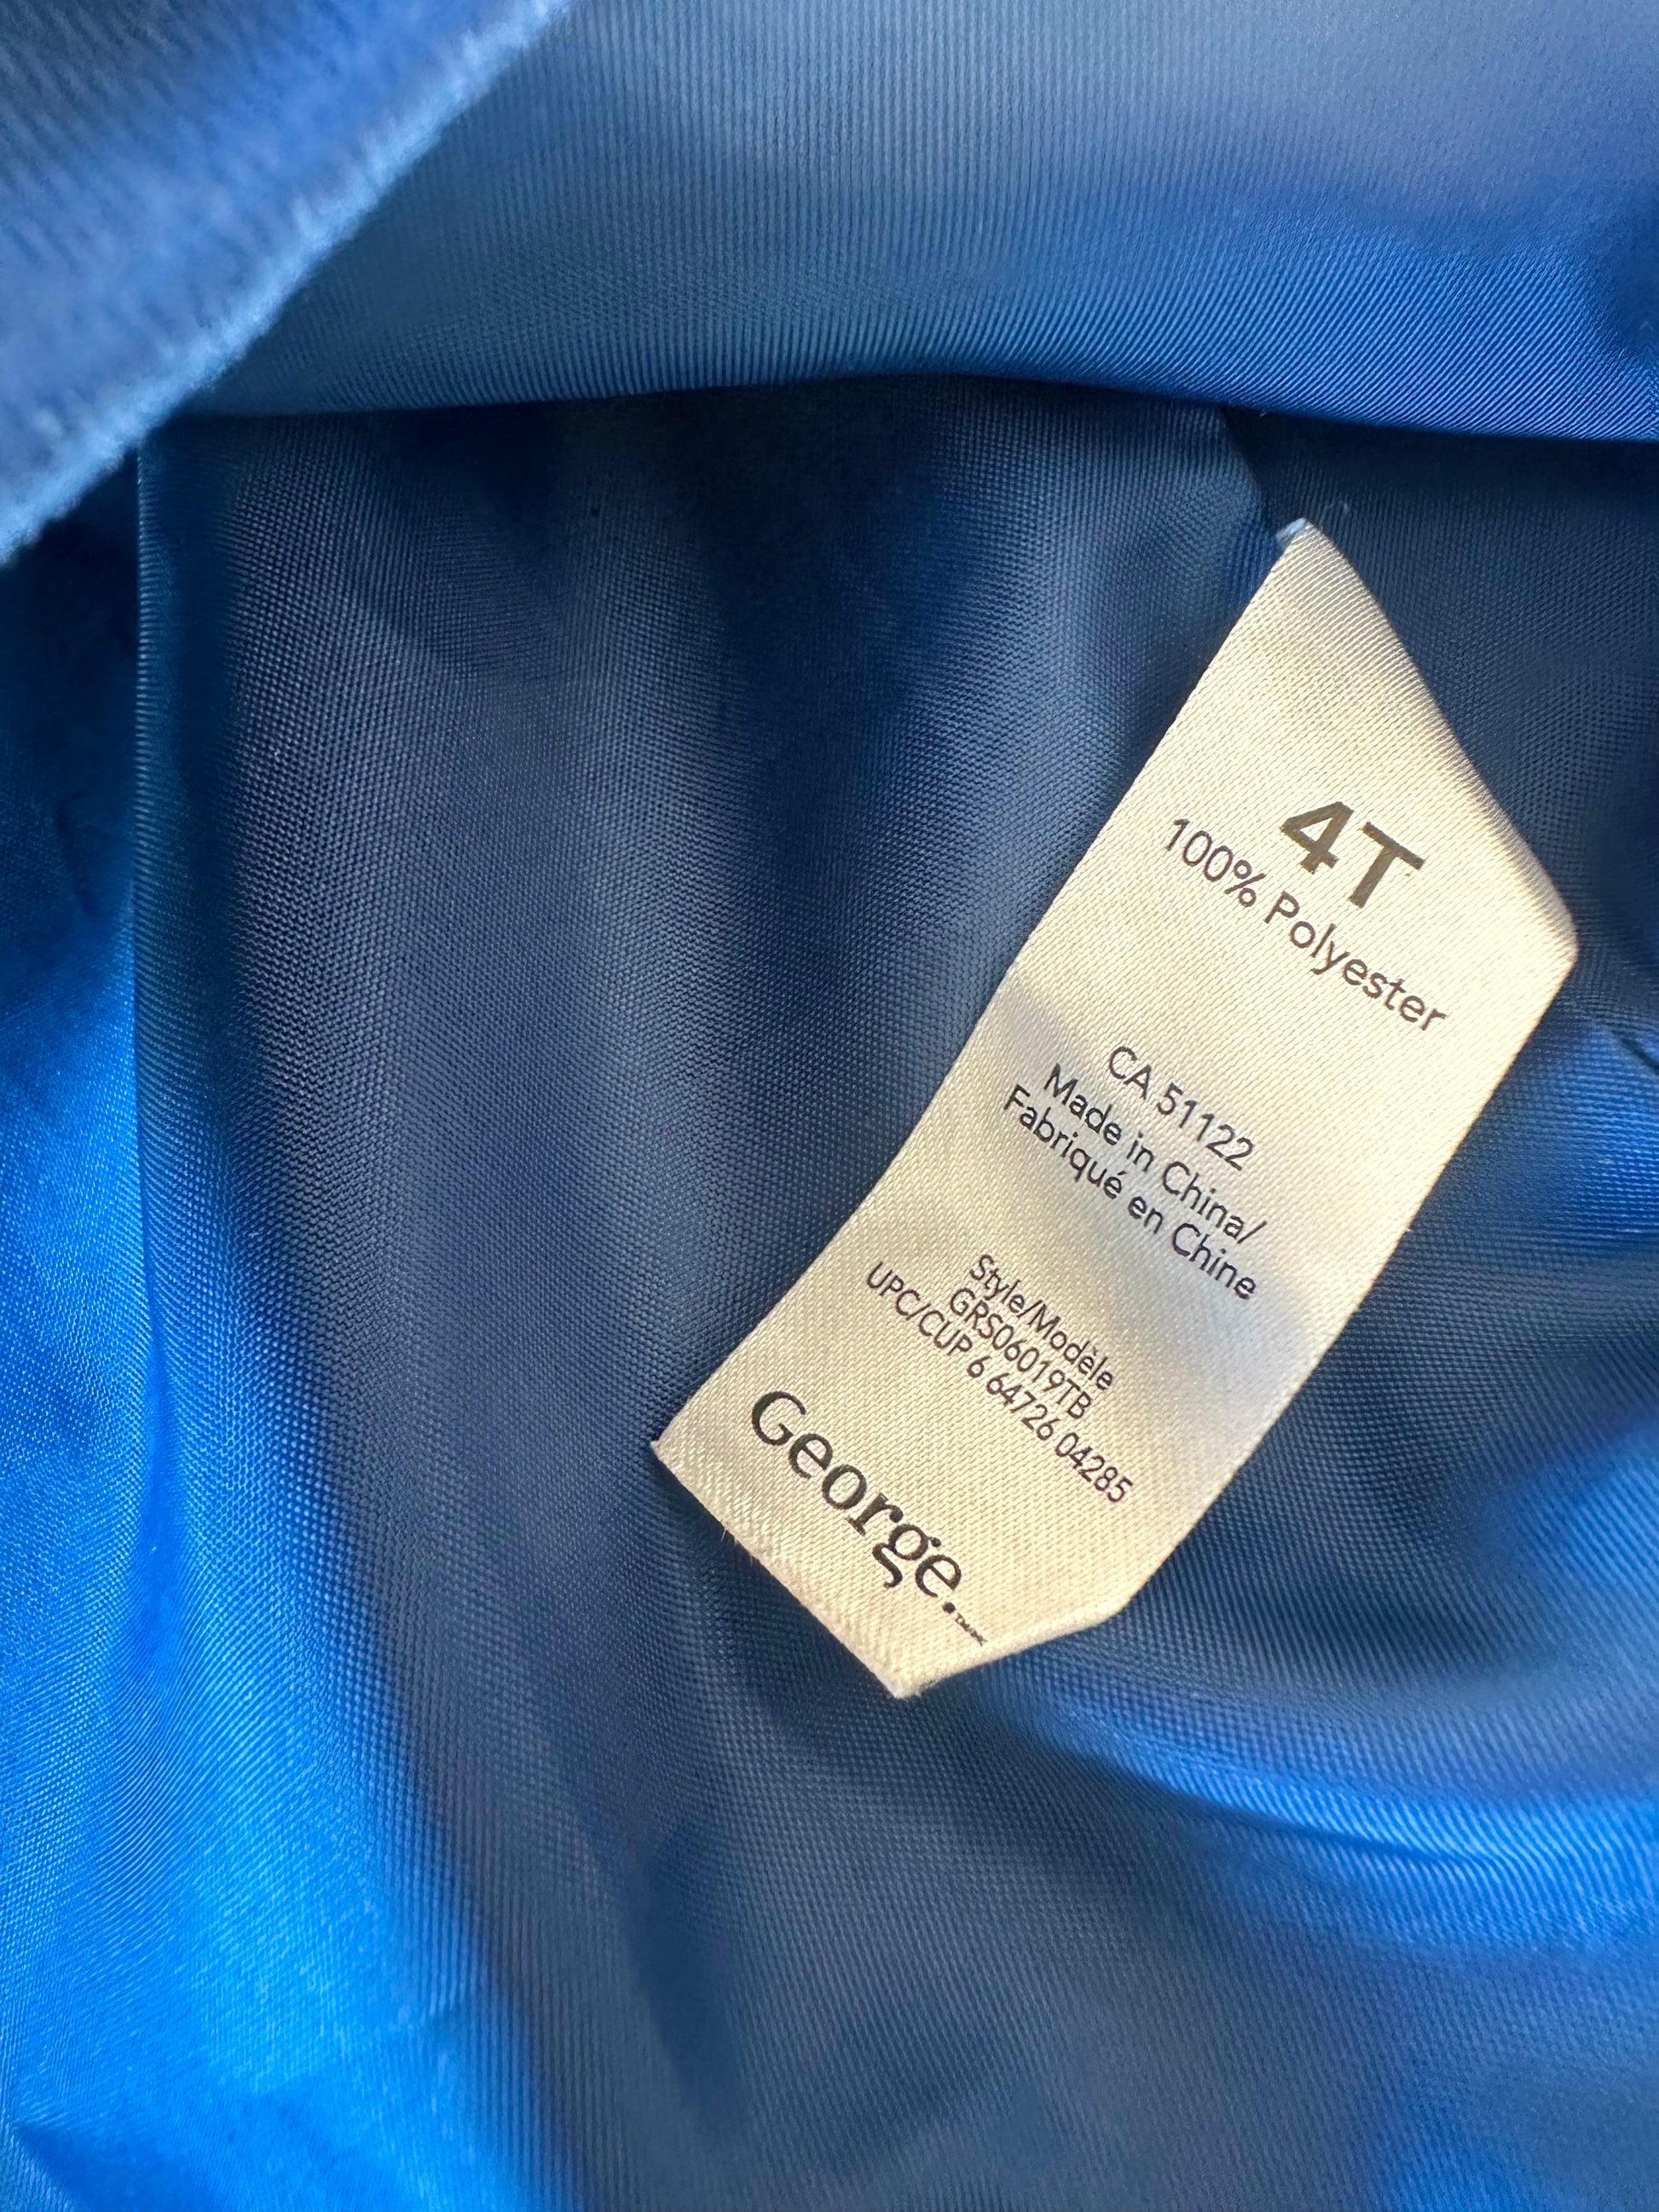 4T
100% Polyester
CA 51122
Made in China/
Fabriqué en Chine
Style/Modèle
GRS06019TB
UPC/CUP 6 64726 04285
George.